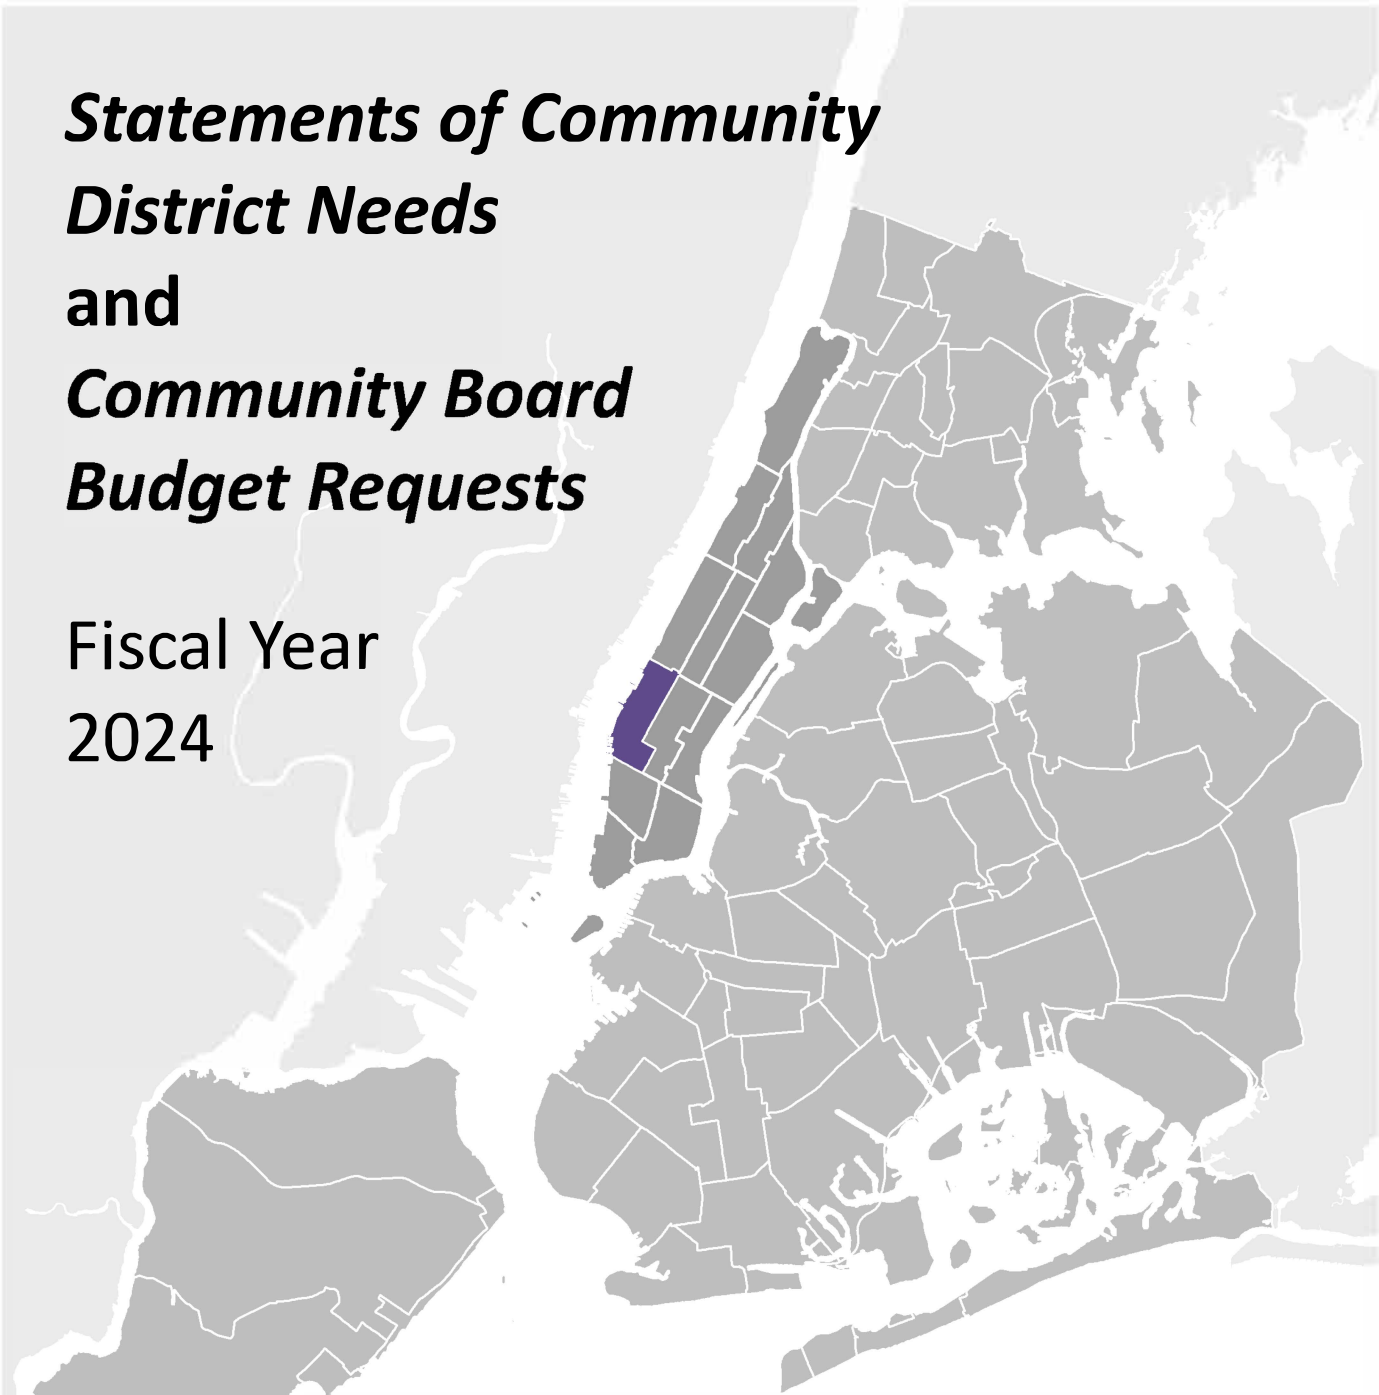 Statements of Community
District Needs
and
Community Board
Budget Requests
Fiscal Year
2024